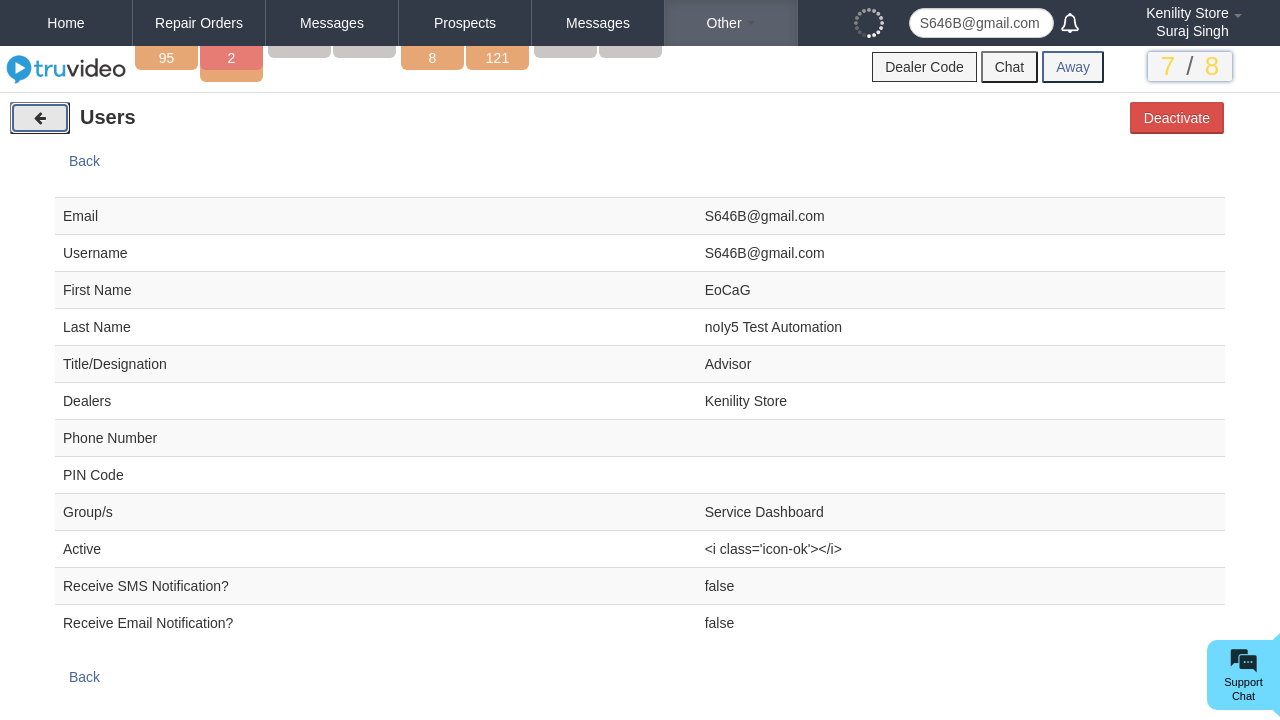 Home
Repair Orders
Messages
Prospects
Messages
Other
S646B@gmail.com
Kenility Store
Suraj Singh
truvideo
95
2
8
121
Dealer Code
Chat
Away
7 / 8
Users
Deactivate
Back
Email S646B@gmail.com
Username S646B@gmail.com
First Name EoCaG
Last Name noIy5 Test Automation
Title/Designation Advisor
Dealers Kenility Store
Phone Number
PIN Code
Group/s Service Dashboard
Active <i class='icon-ok'></i>
Receive SMS Notification? false
Receive Email Notification? false
Back
Support
Chat